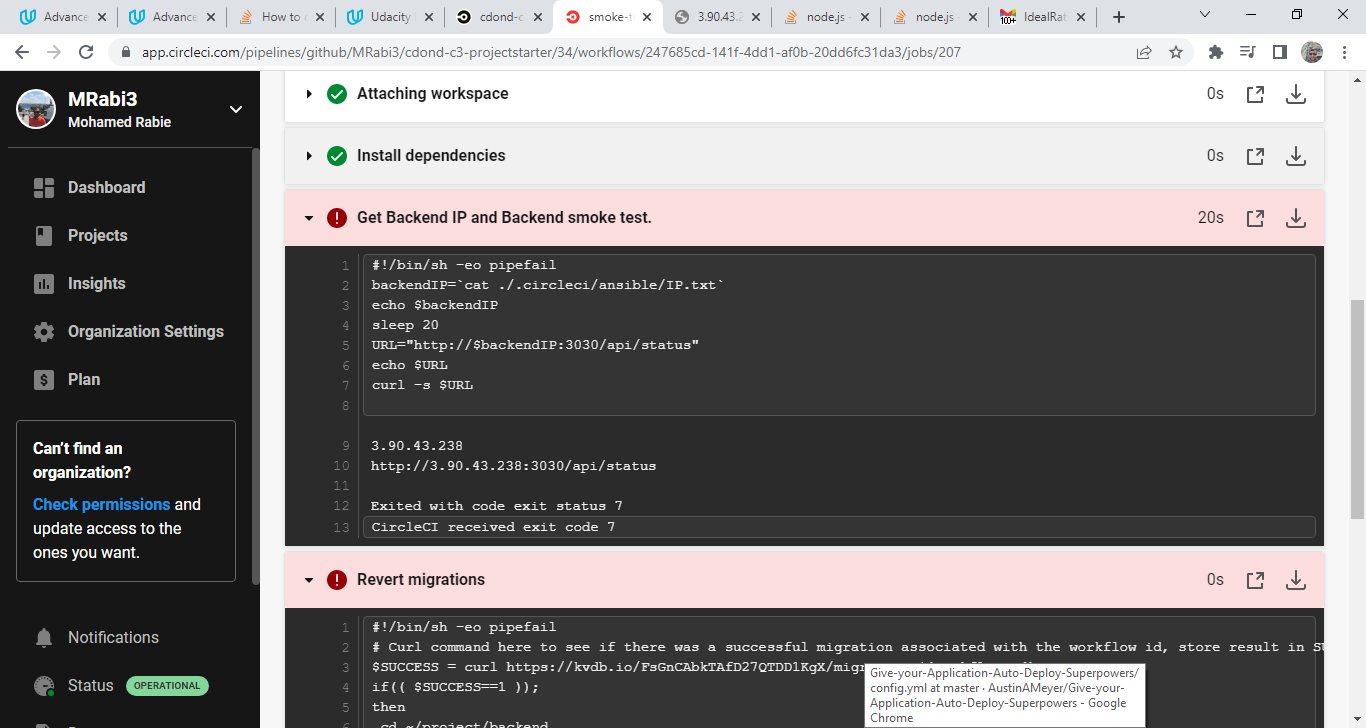 Advance
Advance
How to
Udacity
cdond-c
smoke-t
3.90.43.2
node.js -
node.js -
100+
IdealRat
app.circleci.com/pipelines/github/MRabi3/cdond-c3-projectstarter/34/workflows/247685cd-141f-4dd1-af0b-20dd6fc31da3/jobs/207
MRabi3
Mohamed Rabie
Dashboard
Projects
Insights
Organization Settings
Plan
Can't find an
organization?
Check permissions and
update access to the
ones you want.
Notifications
Status OPERATIONAL
Attaching workspace 0s
Install dependencies 0s
Get Backend IP and Backend smoke test. 20s
1 #!/bin/sh -eo pipefail
2 backendIP=`cat ./.circleci/ansible/IP.txt`
3 echo $backendIP
4 sleep 20
5 URL="http://$backendIP:3030/api/status"
6 echo $URL
7 curl -s $URL
8
9 3.90.43.238
10 http://3.90.43.238:3030/api/status
11
12 Exited with code exit status 7
13 CircleCI received exit code 7
Revert migrations 0s
1 #!/bin/sh -eo pipefail
2 # Curl command here to see if there was a successful migration associated with the workflow id, store result in SU
3 $SUCCESS = curl https://kvdb.io/FsGnCAbkTAfD27QTDD1KgX/migr
4 if(( $SUCCESS==1 ));
5 then
6 cd ~/project/backend
Give-your-Application-Auto-Deploy-Superpowers/
config.yml at master · AustinAMeyer/Give-your-
Application-Auto-Deploy-Superpowers - Google
Chrome